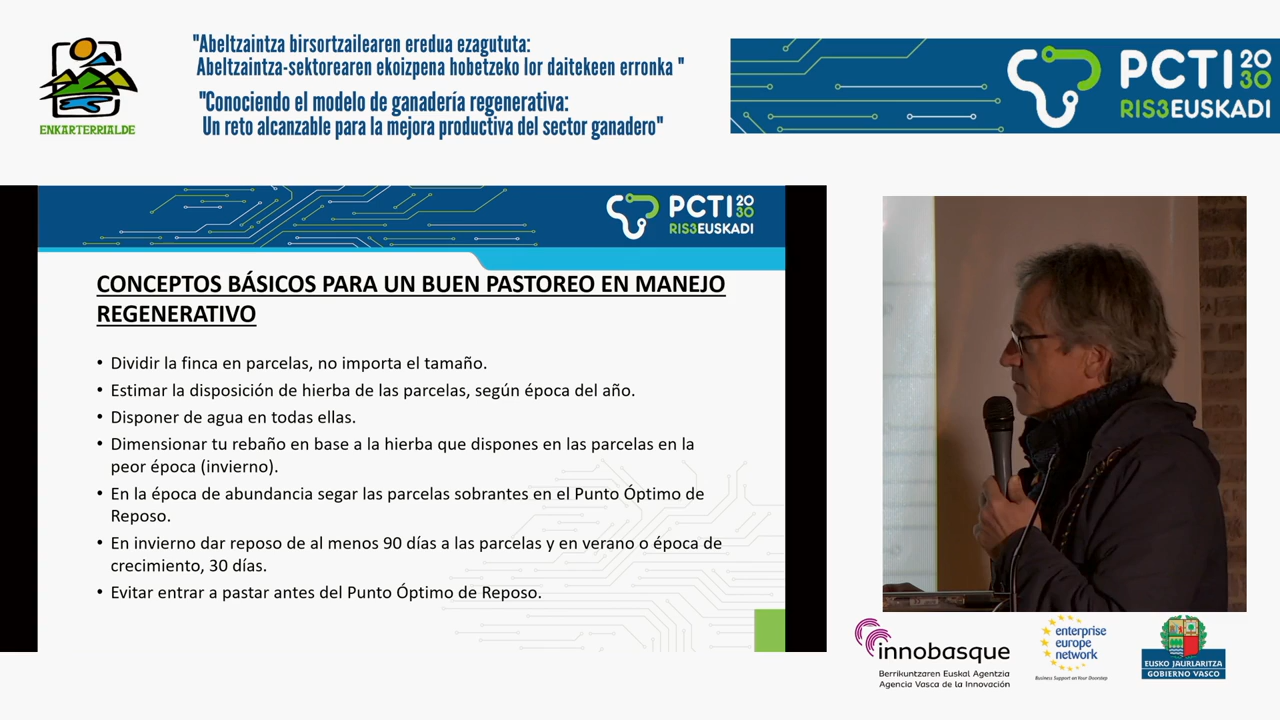 "Abeltzaintza birsortzailearen eredua ezagututa:
Abeltzaintza-sektorearen ekoizpena hobetzeko lor daitekeen erronka "
"Conociendo el modelo de ganadería regenerativa:
Un reto alcanzable para la mejora productiva del sector ganadero"
ENKARTERRIALDE
PCTI 2030
RIS3EUSKADI
PCTI 2030
RIS3EUSKADI
CONCEPTOS BÁSICOS PARA UN BUEN PASTOREO EN MANEJO
REGENERATIVO
• Dividir la finca en parcelas, no importa el tamaño.
• Estimar la disposición de hierba de las parcelas, según época del año.
• Disponer de agua en todas ellas.
• Dimensionar tu rebaño en base a la hierba que dispones en las parcelas en la
peor época (invierno).
• En la época de abundancia segar las parcelas sobrantes en el Punto Óptimo de
Reposo.
• En invierno dar reposo de al menos 90 días a las parcelas y en verano o época de
crecimiento, 30 días.
• Evitar entrar a pastar antes del Punto Óptimo de Reposo.
innobasque
Berrikuntzaren Euskal Agentzia
Agencia Vasca de la Innovación
enterprise
europe
network
Business Support on Your Doorstep
EUSKO JAURLARITZA
GOBIERNO VASCO